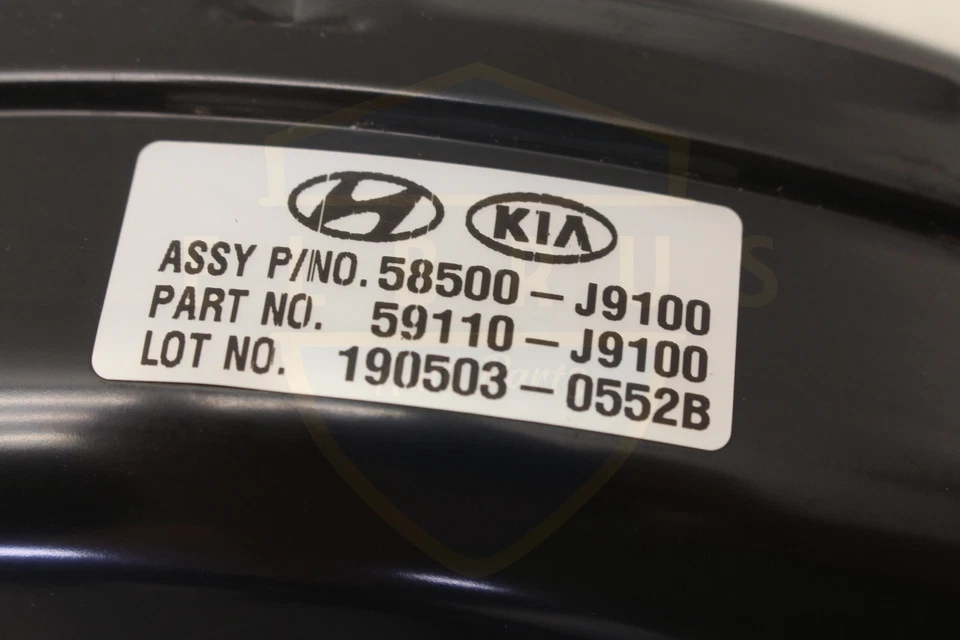 KIA
ASSY P/NO. 58500-J9100
PART NO. 59110-J9100
LOT NO. 190503-0552B